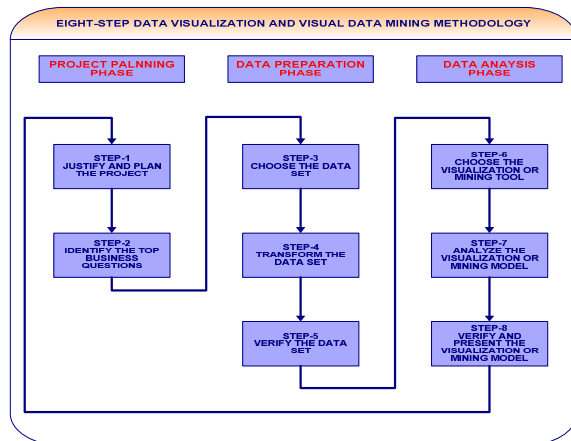 EIGHT-STEP DATA VISUALIZATION AND VISUAL DATA MINING METHODOLOGY
PROJECT PALNNING
PHASE
DATA PREPARATION
PHASE
DATA ANAYSIS
PHASE
STEP-1
JUSTIFY AND PLAN
THE PROJECT
STEP-2
IDENTIFY THE TOP
BUSINESS
QUESTIONS
STEP-3
CHOOSE THE DATA
SET
STEP-4
TRANSFORM THE
DATA SET
STEP-5
VERIFY THE DATA
SET
STEP-6
CHOOSE THE
VISUALIZATION OR
MINING TOOL
STEP-7
ANALYZE THE
VISUALIZATION OR
MINING MODEL
STEP-8
VERIFY AND
PRESENT THE
VISUALIZATION OR
MINING MODEL